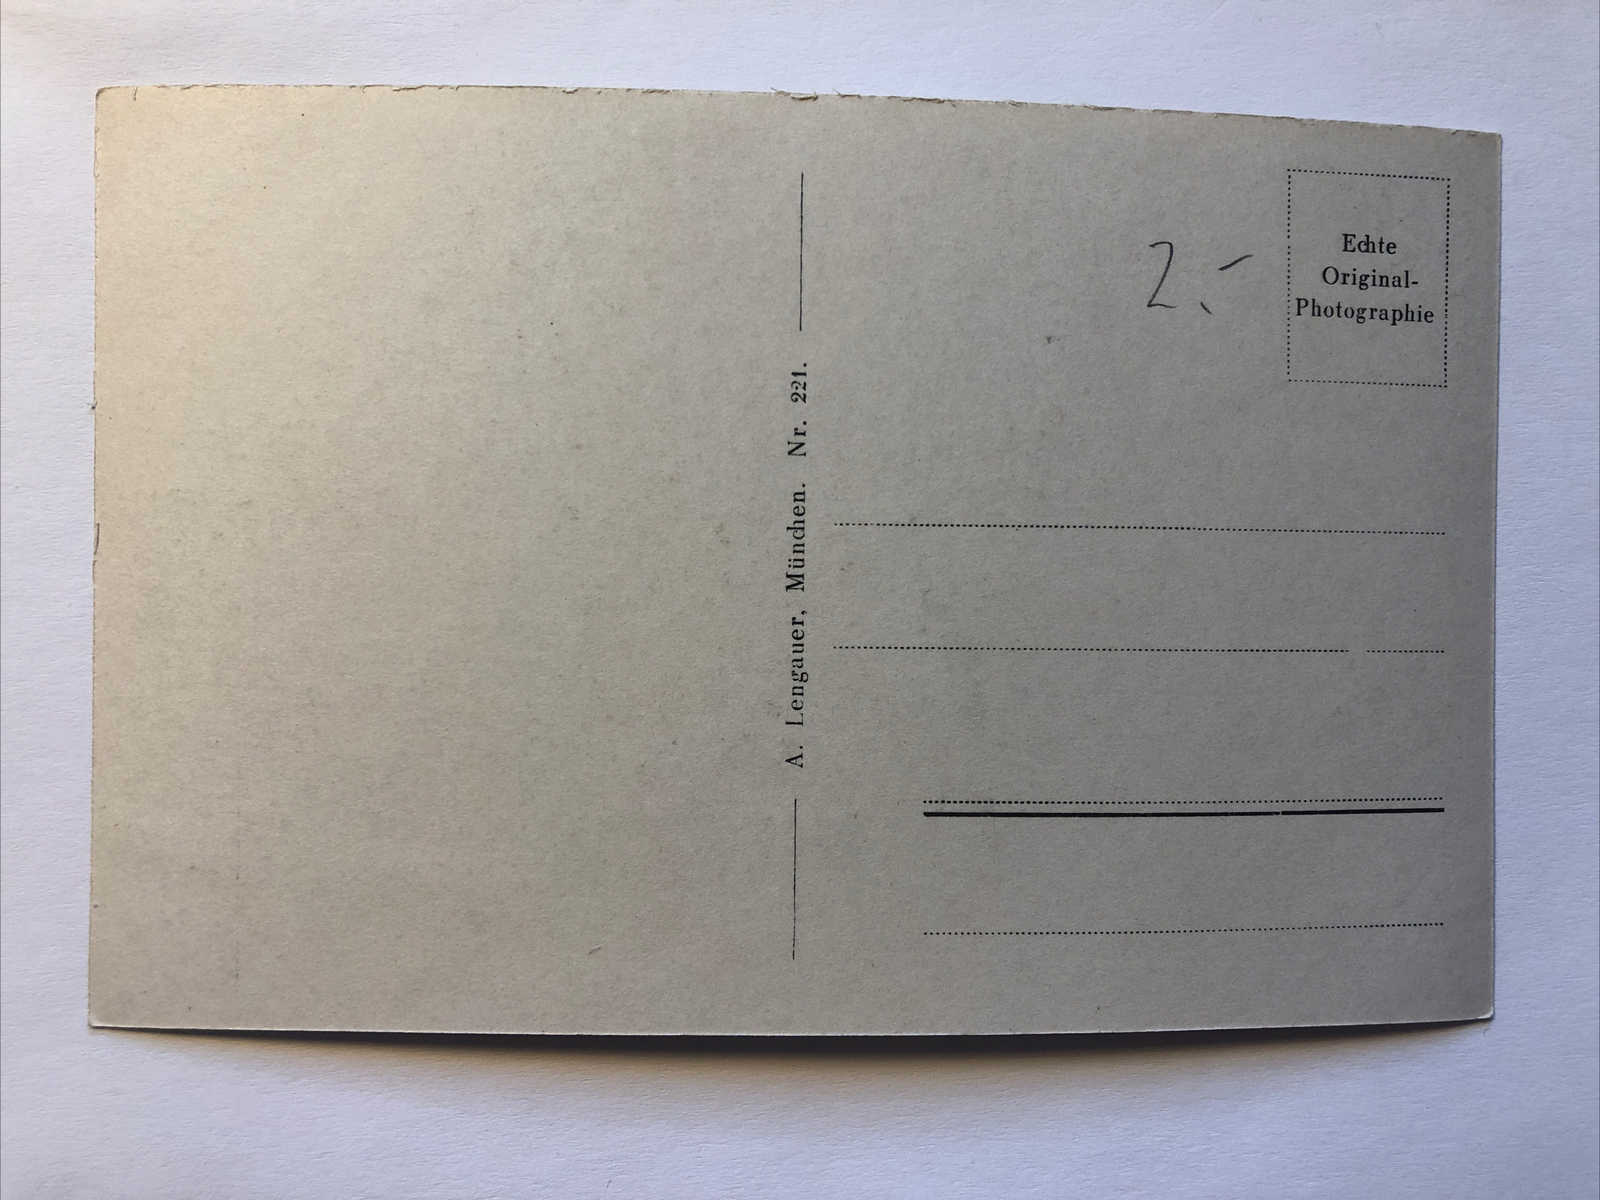 A. Lengauer, München. Nr. 221.
2.-
Echte
Original-
Photographie